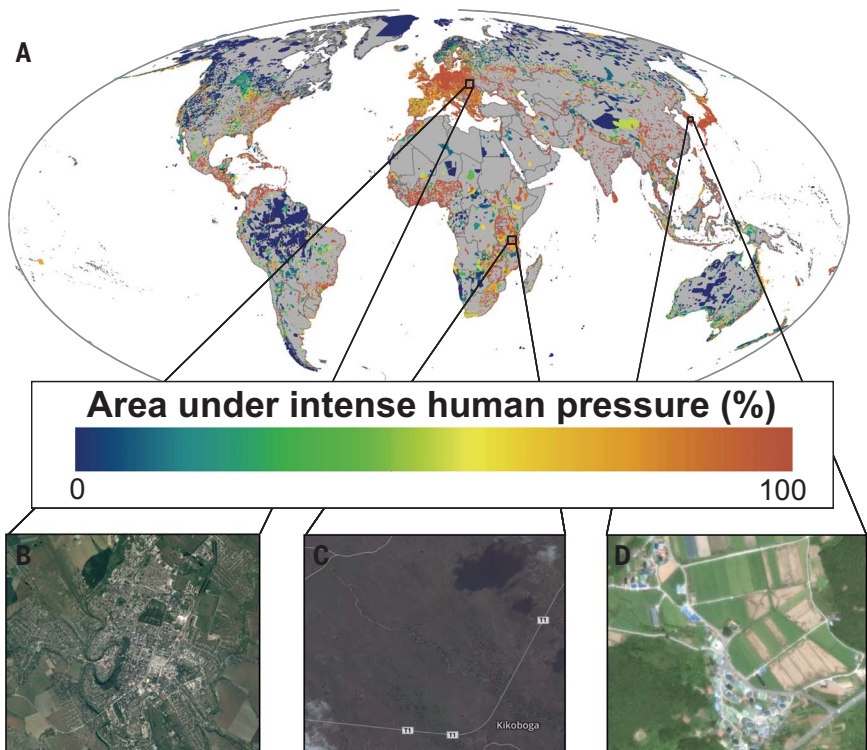 A
Area under intense human pressure (%)
0
100
B
C
D
T1
T1
T1
Kikoboga